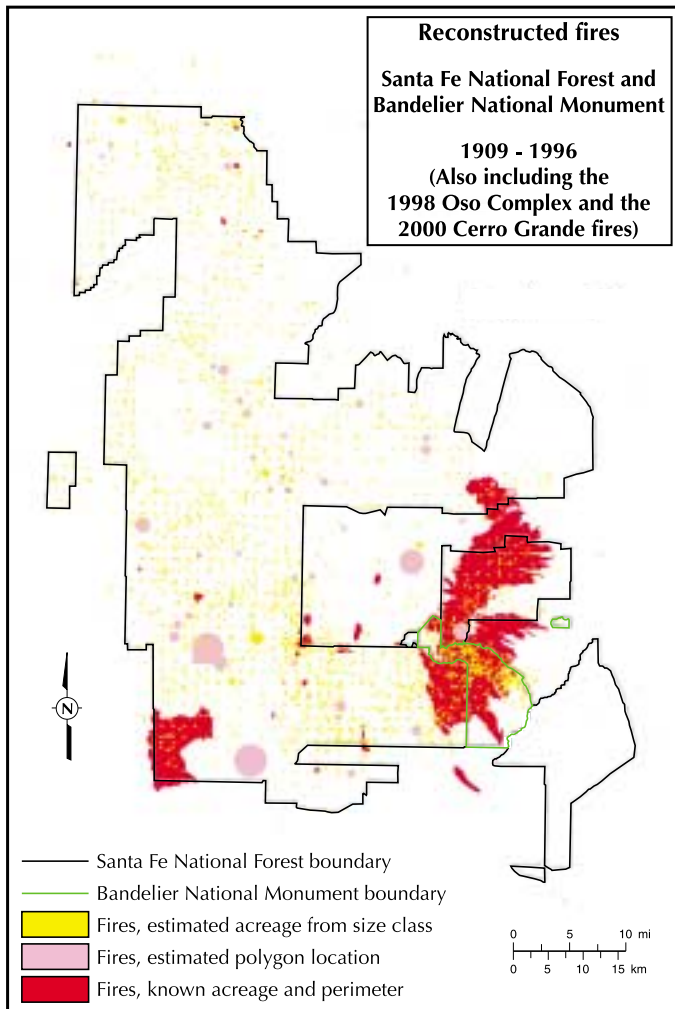 Reconstructed fires
Santa Fe National Forest and
Bandelier National Monument
1909 - 1996
(Also including the
1998 Oso Complex and the
2000 Cerro Grande fires)
N
Santa Fe National Forest boundary
Bandelier National Monument boundary
Fires, estimated acreage from size class
Fires, estimated polygon location
Fires, known acreage and perimeter
0 5 10 mi
0 5 10 15 km